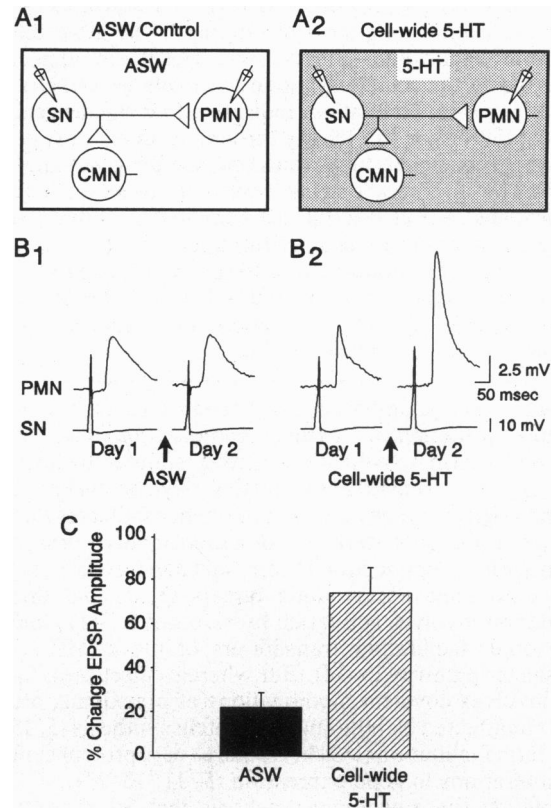 A1 ASW Control
ASW
SN
PMN
CMN
A2 Cell-wide 5-HT
5-HT
SN
PMN
CMN
B1
PMN
SN
Day 1
Day 2
ASW
B2
2.5 mV
50 msec
10 mV
Day 1
Day 2
Cell-wide 5-HT
C
% Change EPSP Amplitude
100
80
60
40
20
0
ASW
Cell-wide
5-HT